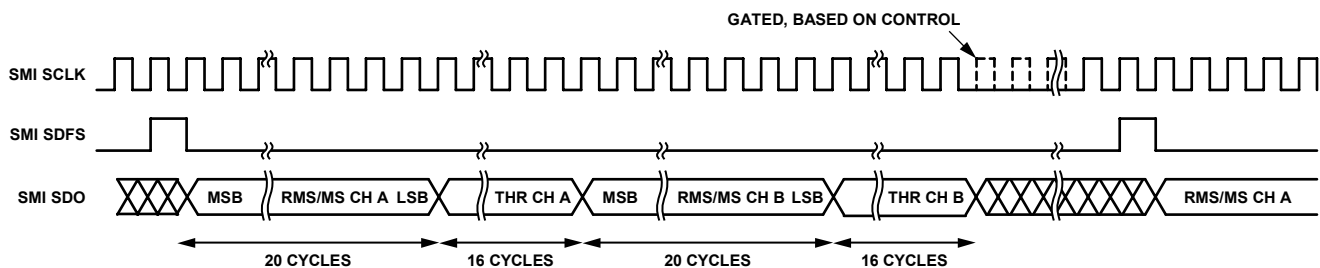 GATED, BASED ON CONTROL
SMI SCLK
SMI SDFS
SMI SDO
MSB
RMS/MS CH A LSB
THR CH A
MSB
RMS/MS CH B LSB
THR CH B
RMS/MS CH A
20 CYCLES
16 CYCLES
20 CYCLES
16 CYCLES